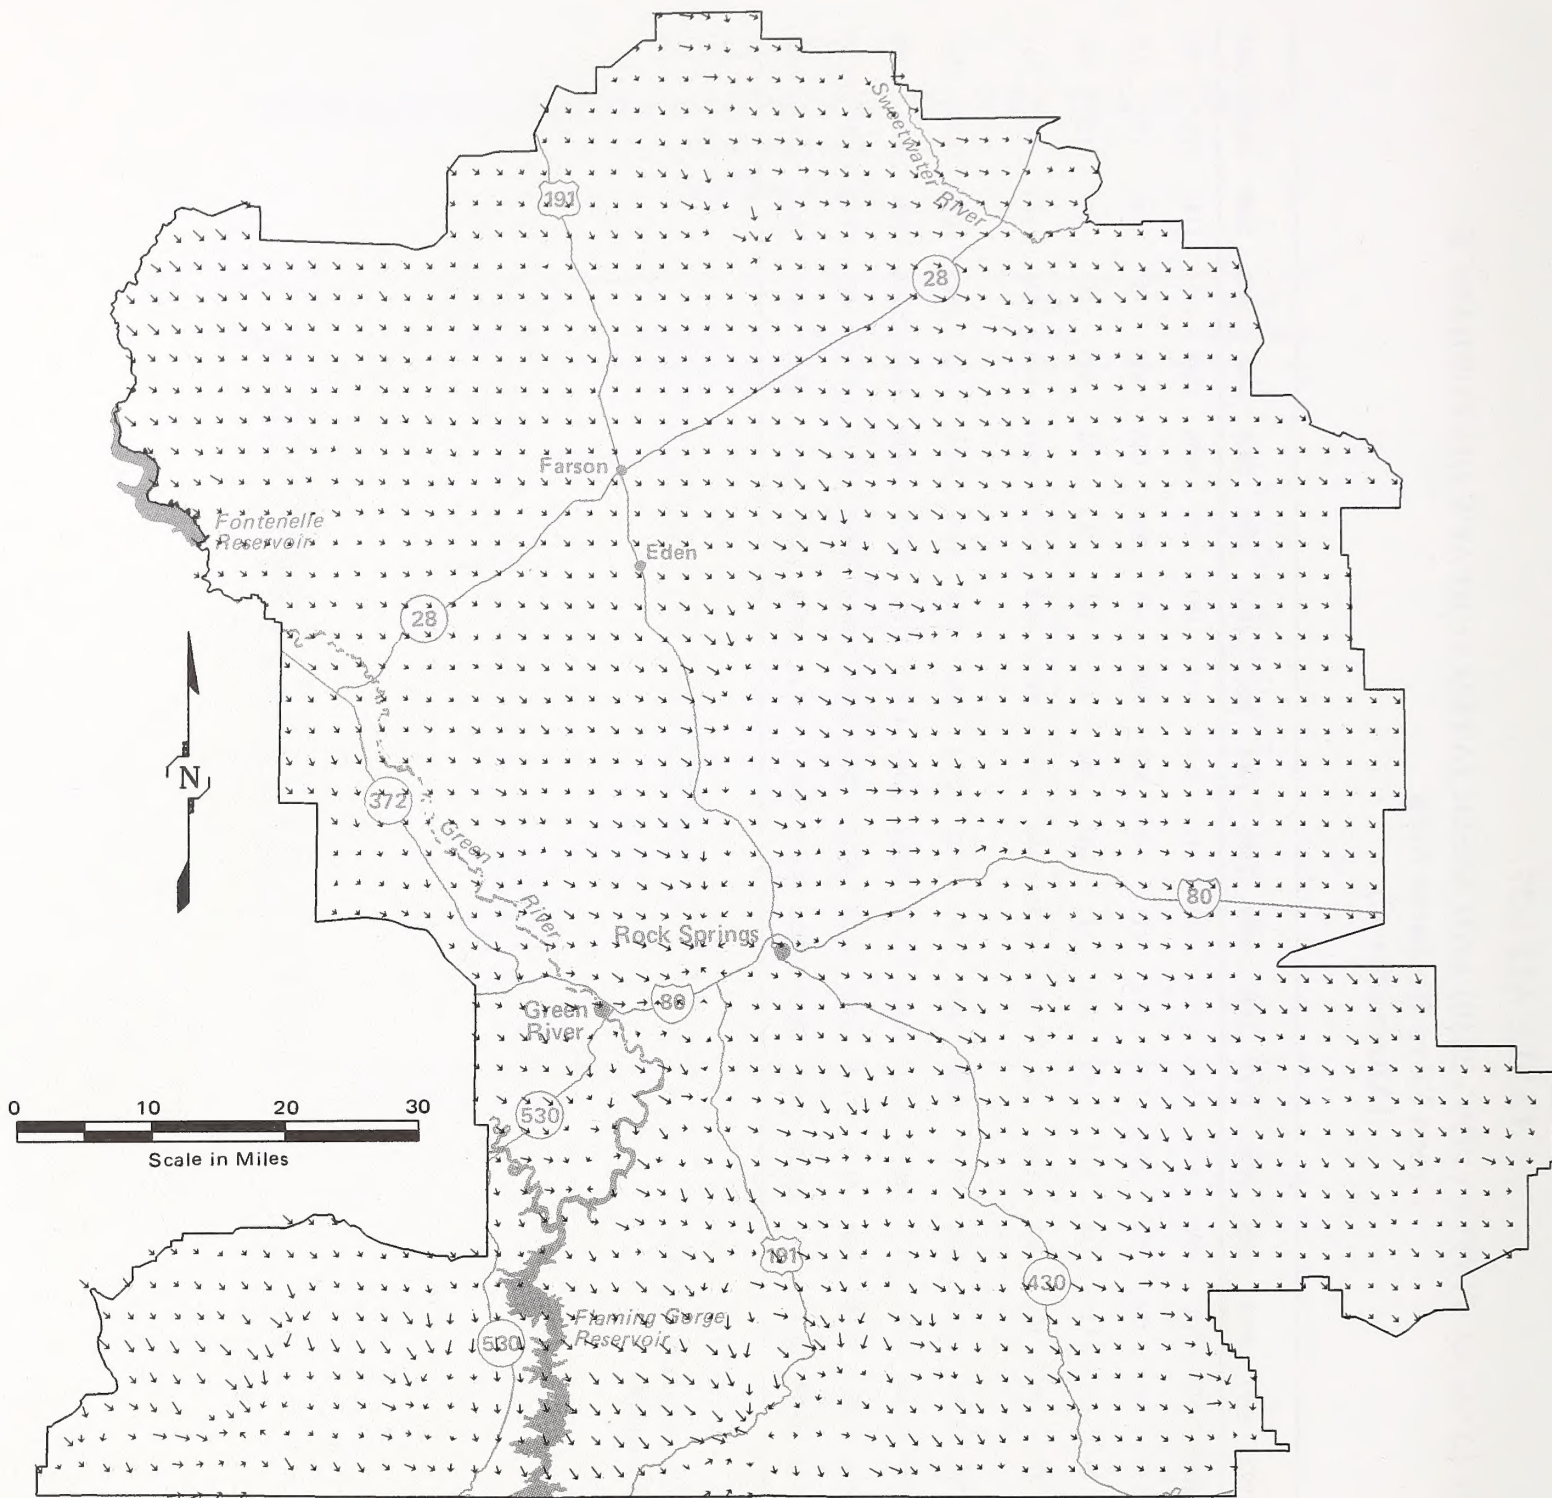 Sweetwater River
191
28
Farson
Fontenelle
Reservoir
Eden
28
N
372
Green River
80
Rock Springs
80
Green
River
0 10 20 30
530
Scale in Miles
191
430
Flaming Gorge
Reservoir
530